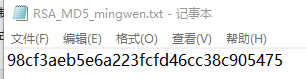 RSA_MD5_mingwen.txt - 记事本
文件(F) 编辑(E) 格式(O) 查看(V) 帮助(H)
98cf3aeb5e6a223fcfd46cc38c905475